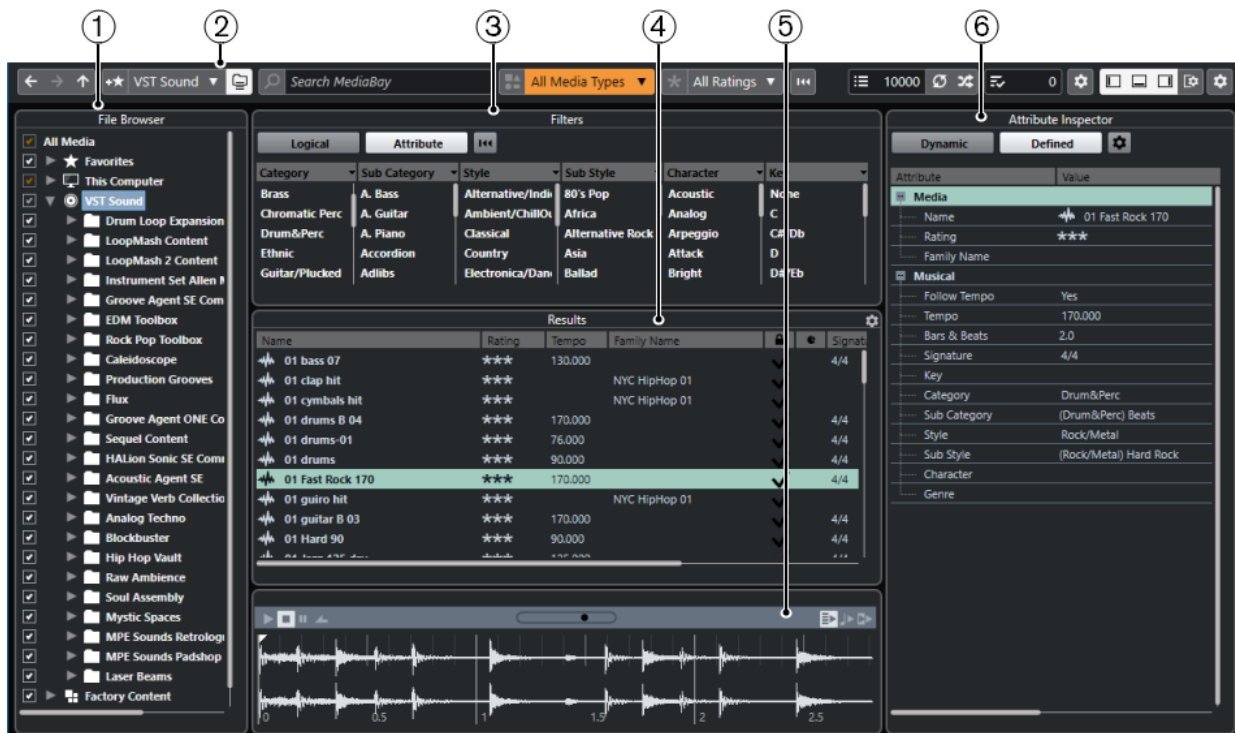 1 2 3 4 5 6
VST Sound
Search MediaBay
All Media Types
All Ratings
10000
0
File Browser
All Media
Favorites
This Computer
VST Sound
Drum Loop Expansion
LoopMash Content
LoopMash 2 Content
Instrument Set Allen
Groove Agent SE Com
EDM Toolbox
Rock Pop Toolbox
Caleidoscope
Production Grooves
Flux
Groove Agent ONE Co
Sequel Content
HALion Sonic SE Com
Acoustic Agent SE
Vintage Verb Collectio
Analog Techno
Blockbuster
Hip Hop Vault
Raw Ambience
Soul Assembly
Mystic Spaces
MPE Sounds Retrolog
MPE Sounds Padshop
Laser Beams
Factory Content
Filters
Logical Attribute
Category Sub Category Style Sub Style Character Ke
Brass A. Bass Alternative/Indi 80's Pop Acoustic None
Chromatic Perc A. Guitar Ambient/ChillOu Africa Analog C
Drum&Perc A. Piano Classical Alternative Rock Arpeggio C#/Db
Ethnic Accordion Country Asia Attack D
Guitar/Plucked Adlibs Electronica/Dan Ballad Bright D#/Eb
Results
Name Rating Tempo Family Name Signatu
01 bass 07 *** 130.000 4/4
01 clap hit *** NYC HipHop 01
01 cymbals hit *** NYC HipHop 01
01 drums B 04 *** 170.000 4/4
01 drums-01 *** 76.000 4/4
01 drums *** 90.000 4/4
01 Fast Rock 170 *** 170.000 4/4
01 guiro hit *** NYC HipHop 01
01 guitar B 03 *** 170.000 4/4
01 Hard 90 *** 90.000 4/4
0 0.5 1 1.5 2 2.5
Attribute Inspector
Dynamic Defined
Attribute Value
Media
Name 01 Fast Rock 170
Rating ***
Family Name
Musical
Follow Tempo Yes
Tempo 170.000
Bars & Beats 2.0
Signature 4/4
Key
Category Drum&Perc
Sub Category (Drum&Perc) Beats
Style Rock/Metal
Sub Style (Rock/Metal) Hard Rock
Character
Genre